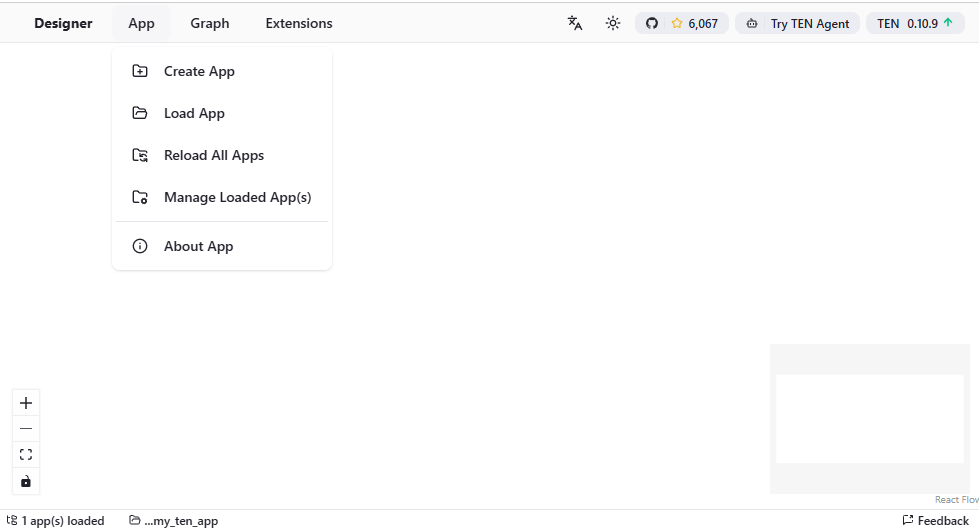 Designer App Graph Extensions 6,067 Try TEN Agent TEN 0.10.9
Create App
Load App
Reload All Apps
Manage Loaded App(s)
About App
React Flow
1 app(s) loaded ...my_ten_app Feedback